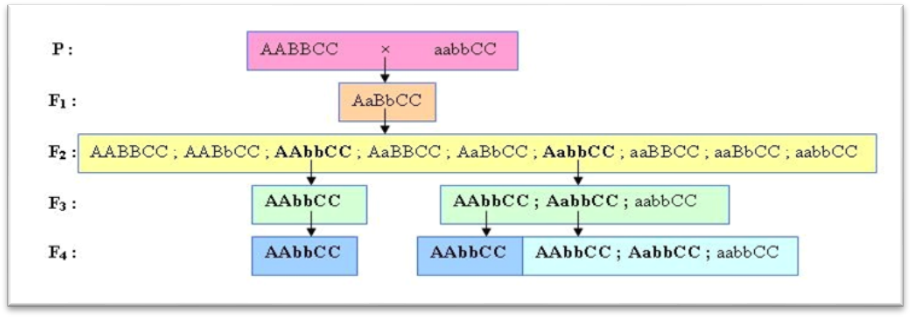 P : AABBCC × aabbCC
F₁ : AaBbCC
F₂ : AABBCC ; AABbCC ; AAbbCC ; AaBBCC ; AaBbCC ; AabbCC ; aaBBCC ; aaBbCC ; aabbCC
F₃ : AAbbCC AAbbCC ; AabbCC ; aabbCC
F₄ : AAbbCC AAbbCC AAbbCC ; AabbCC ; aabbCC